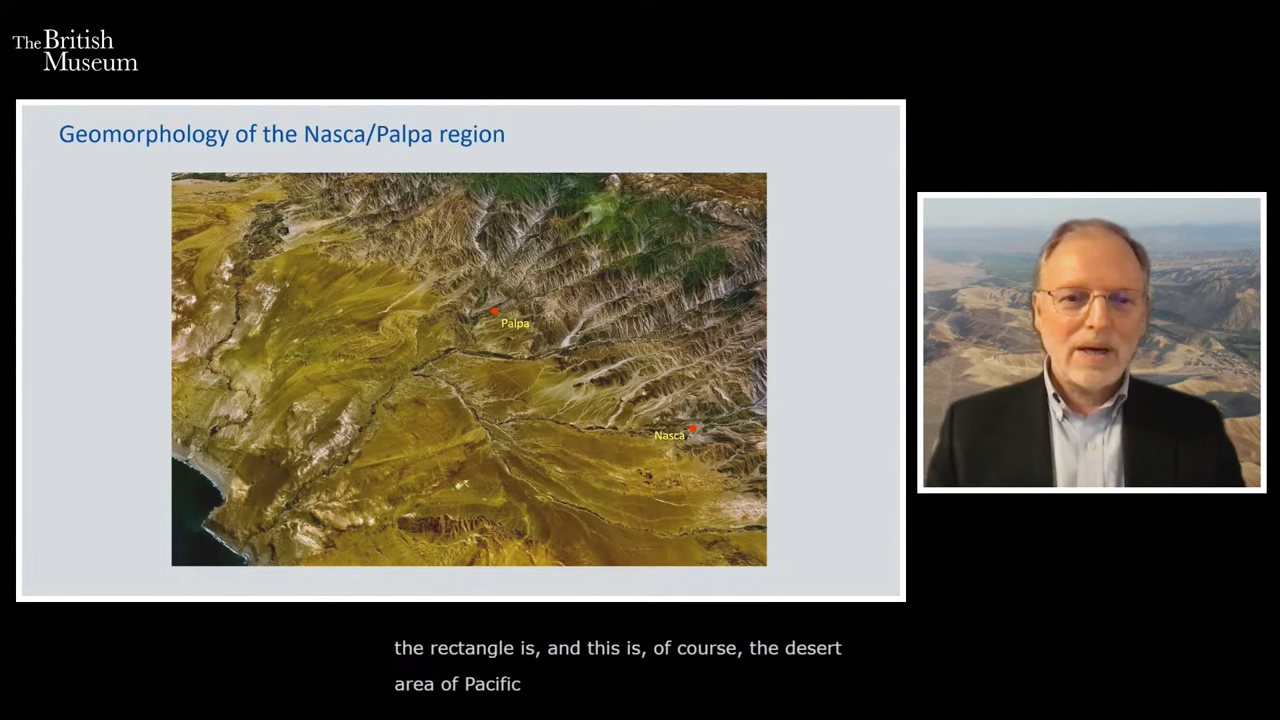 The British
Museum
Geomorphology of the Nasca/Palpa region
Palpa
Nasca
the rectangle is, and this is, of course, the desert
area of Pacific